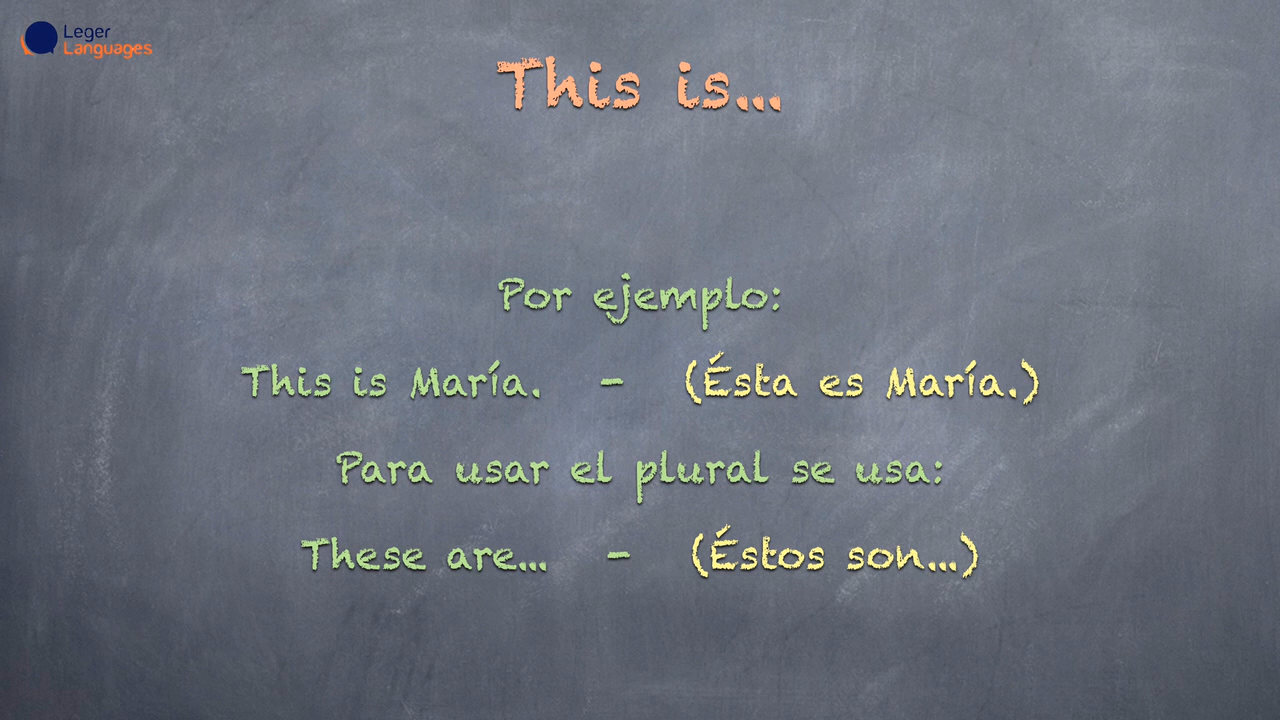 Leger
Languages
This is...
Por ejemplo:
This is María. - (Ésta es María.)
Para usar el plural se usa:
These are... - (Éstos son...)